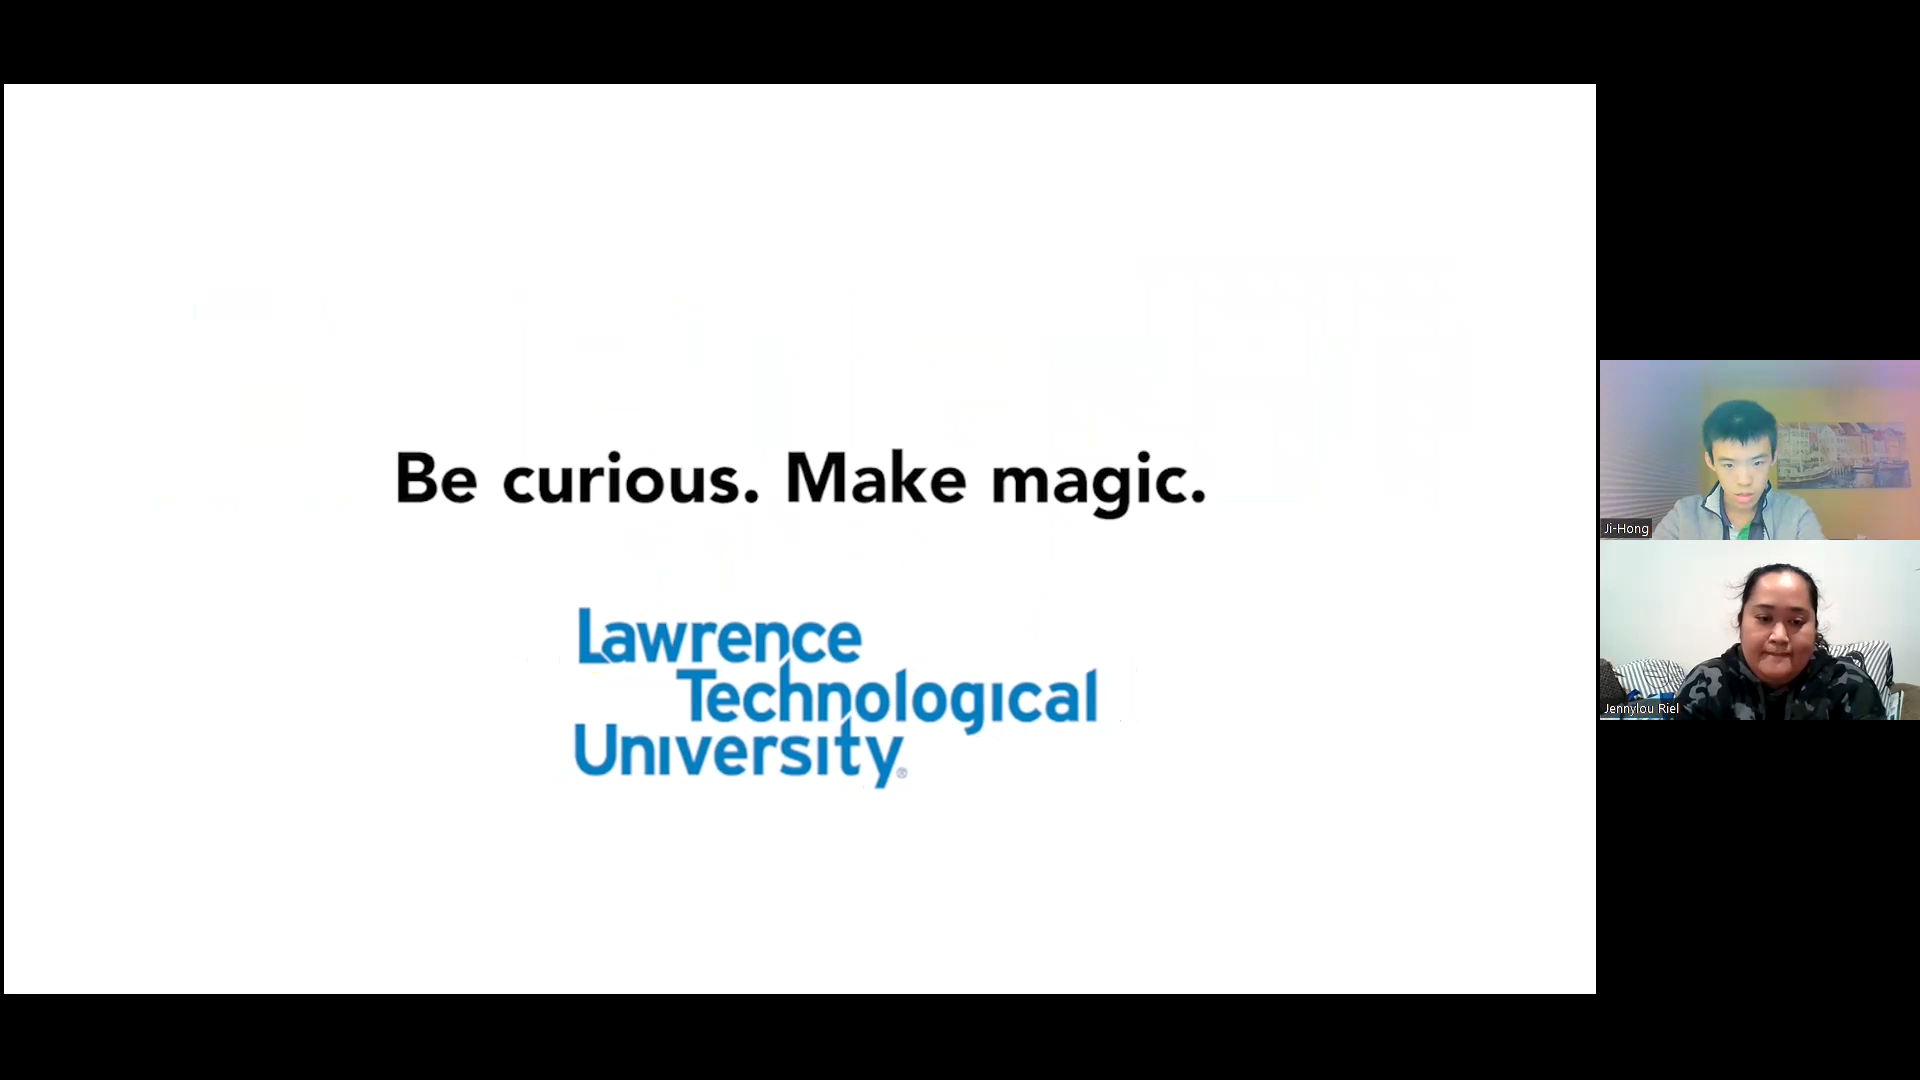 Be curious. Make magic.
Lawrence
Technological
University®
Ji-Hong
Jennylou Riel